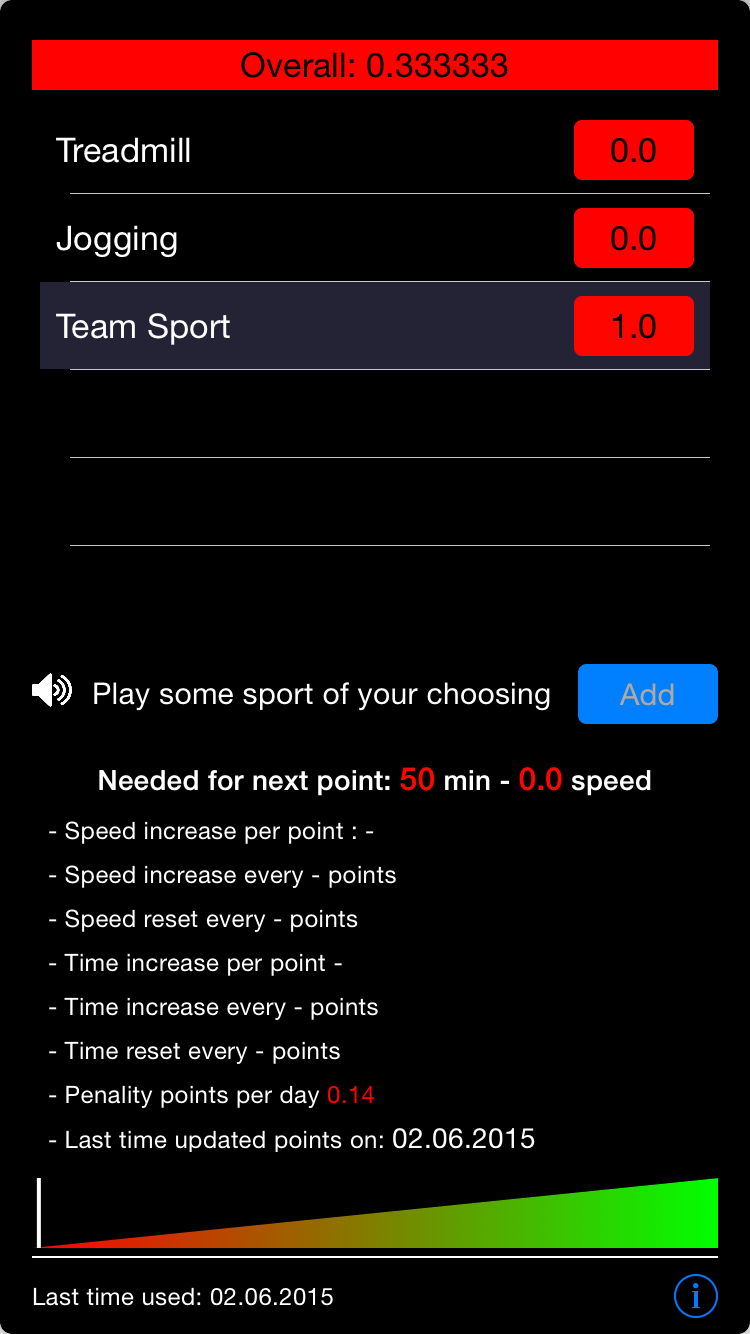 Overall: 0.333333
Treadmill 0.0
Jogging 0.0
Team Sport 1.0
Play some sport of your choosing Add
Needed for next point: 50 min - 0.0 speed
- Speed increase per point : -
- Speed increase every - points
- Speed reset every - points
- Time increase per point -
- Time increase every - points
- Time reset every - points
- Penality points per day 0.14
- Last time updated points on: 02.06.2015
Last time used: 02.06.2015 i